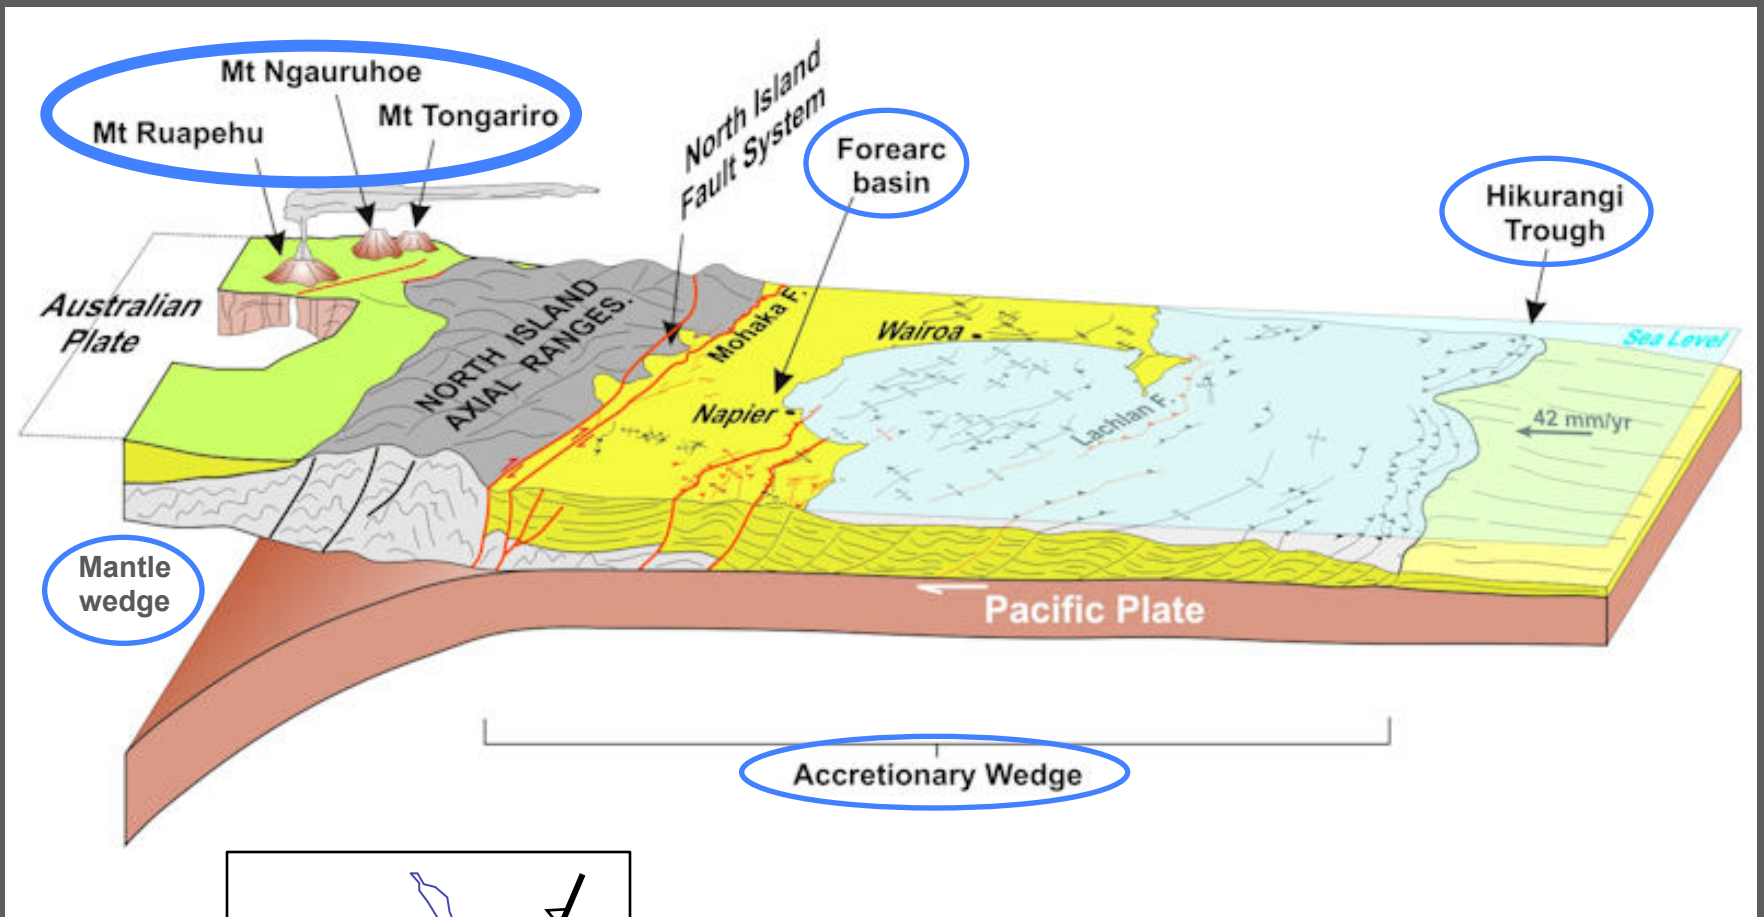 Mt Ngauruhoe
Mt Tongariro
Mt Ruapehu
North Island
Fault System
Forearc
basin
Hikurangi
Trough
Australian
Plate
NORTH ISLAND
AXIAL RANGES.
Mohaka F.
Wairoa
Sea Level
Napier
Lachlan F.
42 mm/yr
Mantle
wedge
Pacific Plate
Accretionary Wedge